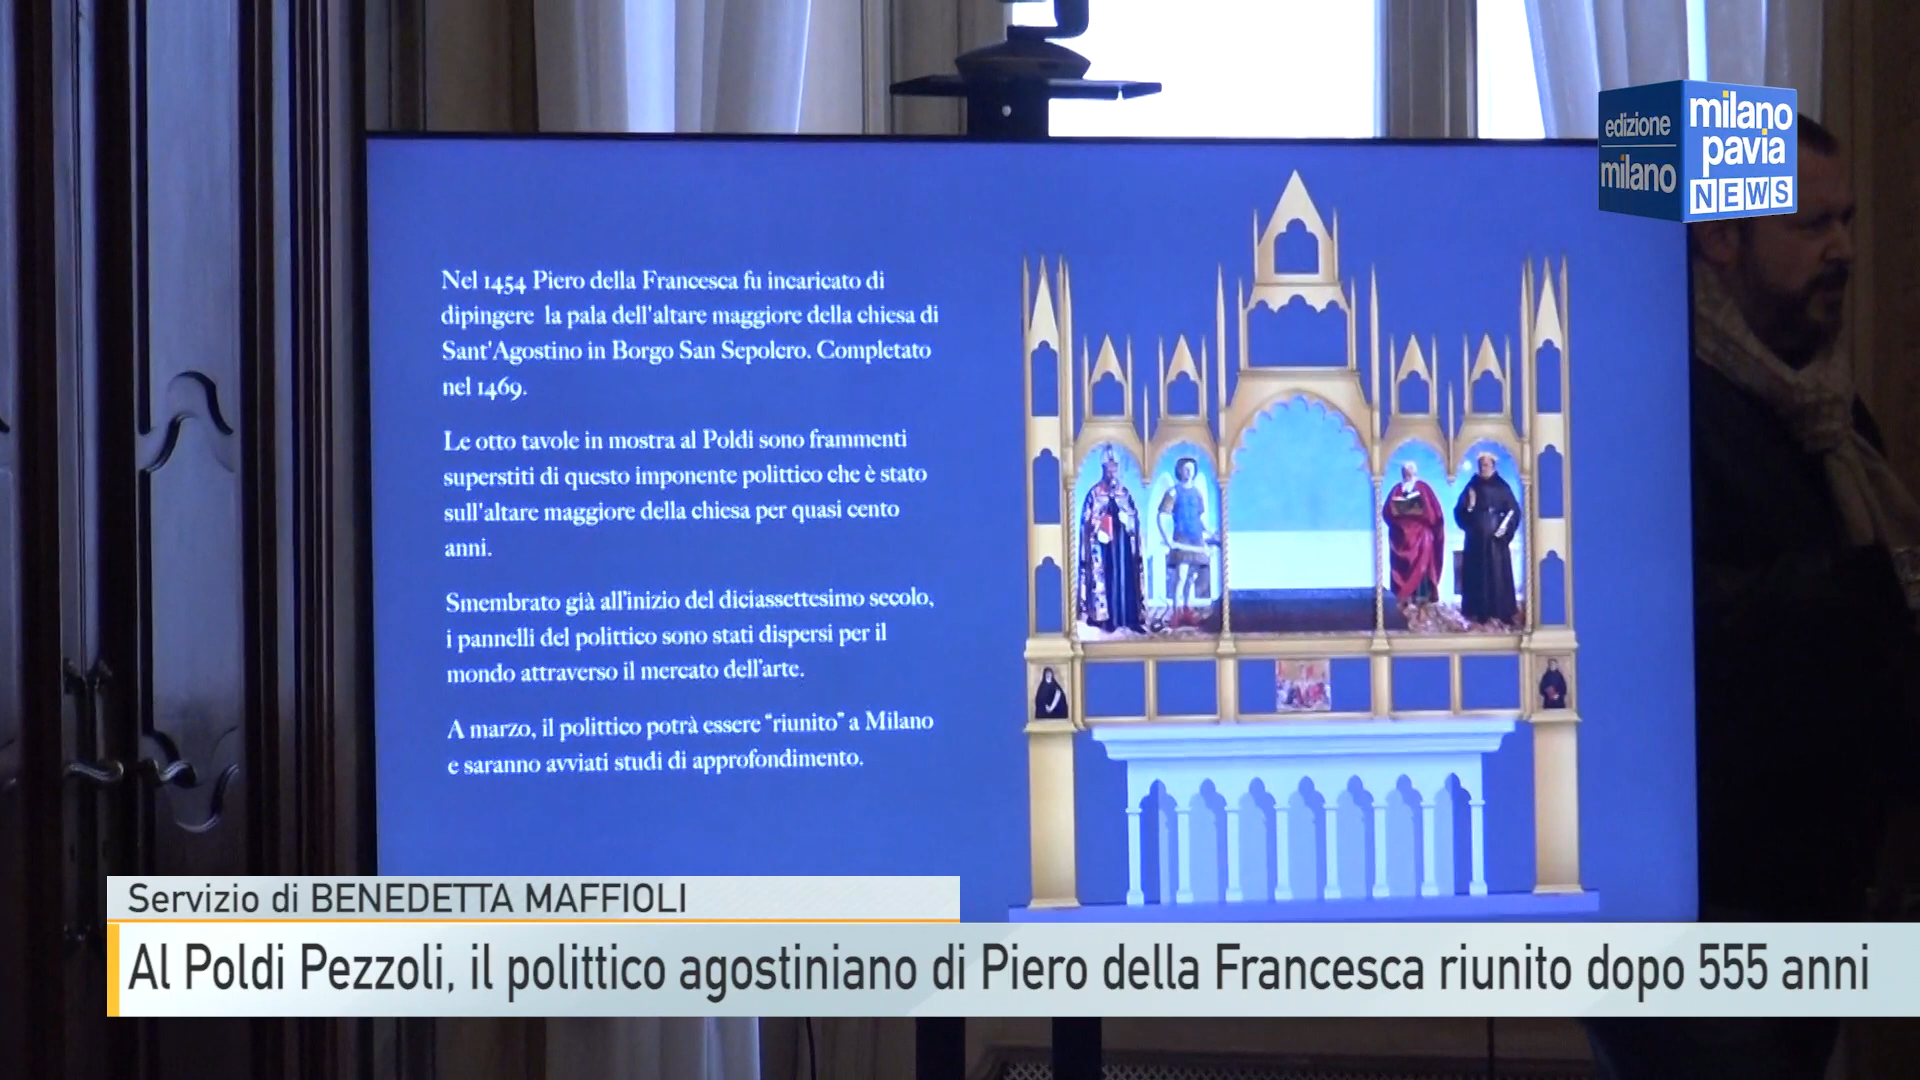 edizione
milano
milano
pavia
NEWS
Nel 1454 Piero della Francesca fu incaricato di
dipingere la pala dell'altare maggiore della chiesa di
Sant'Agostino in Borgo San Sepolcro. Completato
nel 1469.
Le otto tavole in mostra al Poldi sono frammenti
superstiti di questo imponente polittico che è stato
sull'altare maggiore della chiesa per quasi cento
anni.
Smembrato già all'inizio del diciassettesimo secolo,
i pannelli del polittico sono stati dispersi per il
mondo attraverso il mercato dell'arte.
A marzo, il polittico potrà essere “riunito” a Milano
e saranno avviati studi di approfondimento.
Servizio di BENEDETTA MAFFIOLI
Al Poldi Pezzoli, il polittico agostiniano di Piero della Francesca riunito dopo 555 anni